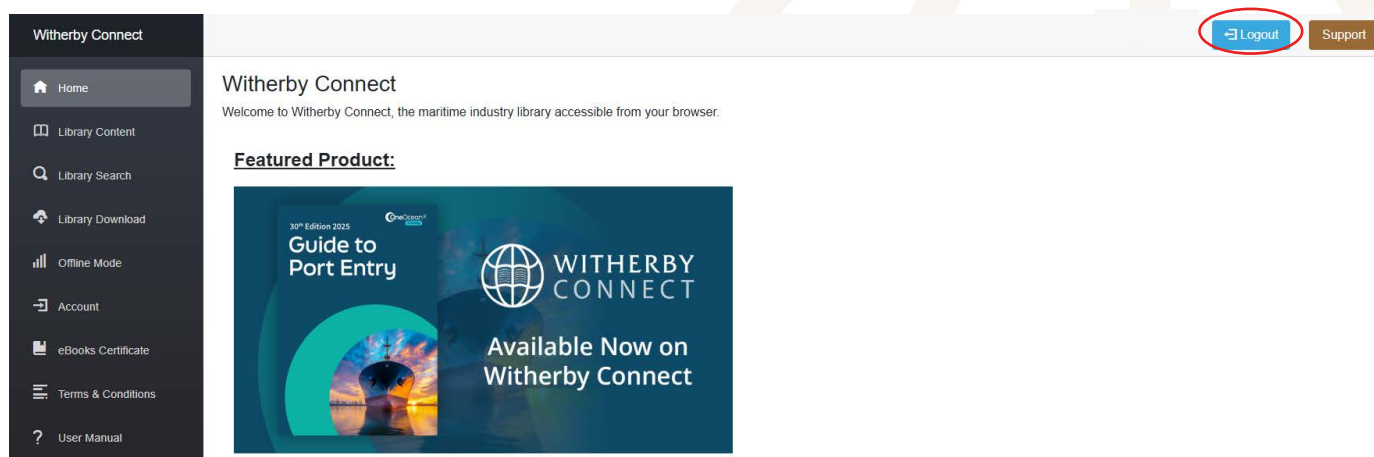 Witherby Connect
Logout
Support
Home
Library Content
Library Search
Library Download
Offline Mode
Account
eBooks Certificate
Terms & Conditions
User Manual
Witherby Connect
Welcome to Witherby Connect, the maritime industry library accessible from your browser.
Featured Product:
30th Edition 2025
OneOcean
Guide to
Port Entry
WITHERBY
CONNECT
Available Now on
Witherby Connect